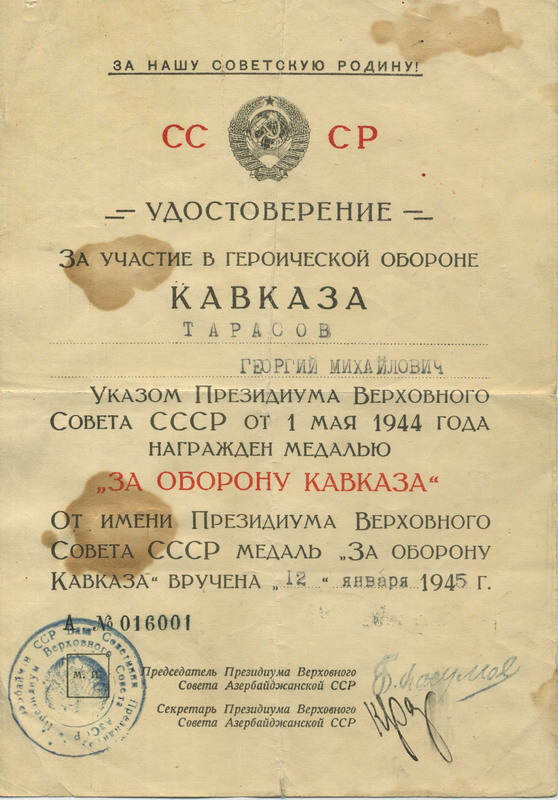 ЗА НАШУ СОВЕТСКУЮ РОДИНУ!
СС СР
УДОСТОВЕРЕНИЕ
ЗА УЧАСТИЕ В ГЕРОИЧЕСКОЙ ОБОРОНЕ
КАВКАЗА
ТАРАСОВ
ГЕОРГИЙ МИХАЙЛОВИЧ
УКАЗОМ ПРЕЗИДИУМА ВЕРХОВНОГО
СОВЕТА СССР ОТ 1 МАЯ 1944 ГОДА
НАГРАЖДЕН МЕДАЛЬЮ
„ЗА ОБОРОНУ КАВКАЗА“
ОТ ИМЕНИ ПРЕЗИДИУМА ВЕРХОВНОГО
СОВЕТА СССР МЕДАЛЬ „ЗА ОБОРОНУ
КАВКАЗА“ ВРУЧЕНА „12“ января 1945 Г.
А № 016001
М. П.
Председатель Президиума Верховного
Совета Азербайджанской ССР
Секретарь Президиума Верховного
Совета Азербайджанской ССР